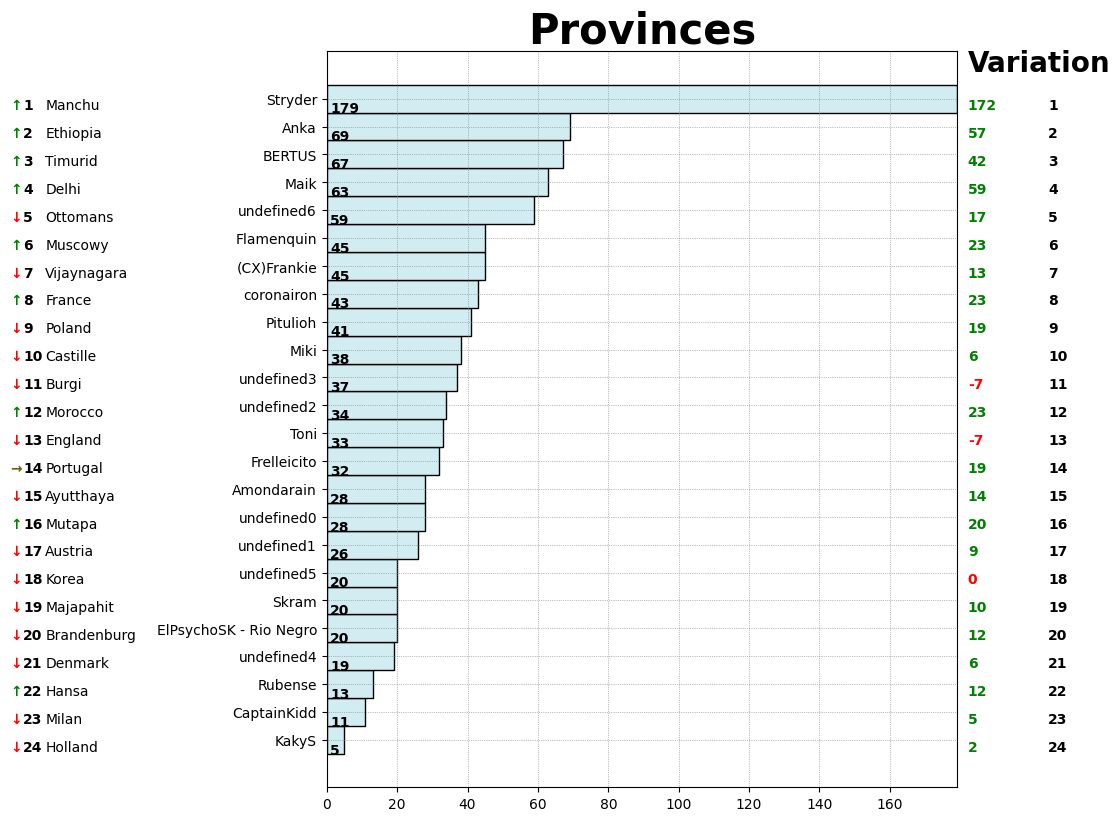 Provinces
Variation
↑1 Manchu Stryder 179 172 1
↑2 Ethiopia Anka 69 57 2
↑3 Timurid BERTUS 67 42 3
↑4 Delhi Maik 63 59 4
↓5 Ottomans undefined6 59 17 5
↑6 Muscowy Flamenquin 45 23 6
↓7 Vijaynagara (CX)Frankie 45 13 7
↑8 France coronairon 43 23 8
↓9 Poland Pitulioh 41 19 9
↓10 Castille Miki 38 6 10
↓11 Burgi undefined3 37 -7 11
↑12 Morocco undefined2 34 23 12
↓13 England Toni 33 -7 13
→14 Portugal Frelleicito 32 19 14
↓15 Ayutthaya Amondarain 28 14 15
↑16 Mutapa undefined0 28 20 16
↓17 Austria undefined1 26 9 17
↓18 Korea undefined5 20 0 18
↓19 Majapahit Skram 20 10 19
↓20 Brandenburg ElPsychoSK - Rio Negro 20 12 20
↓21 Denmark undefined4 19 6 21
↑22 Hansa Rubense 13 12 22
↓23 Milan CaptainKidd 11 5 23
↓24 Holland KakyS 5 2 24
0 20 40 60 80 100 120 140 160